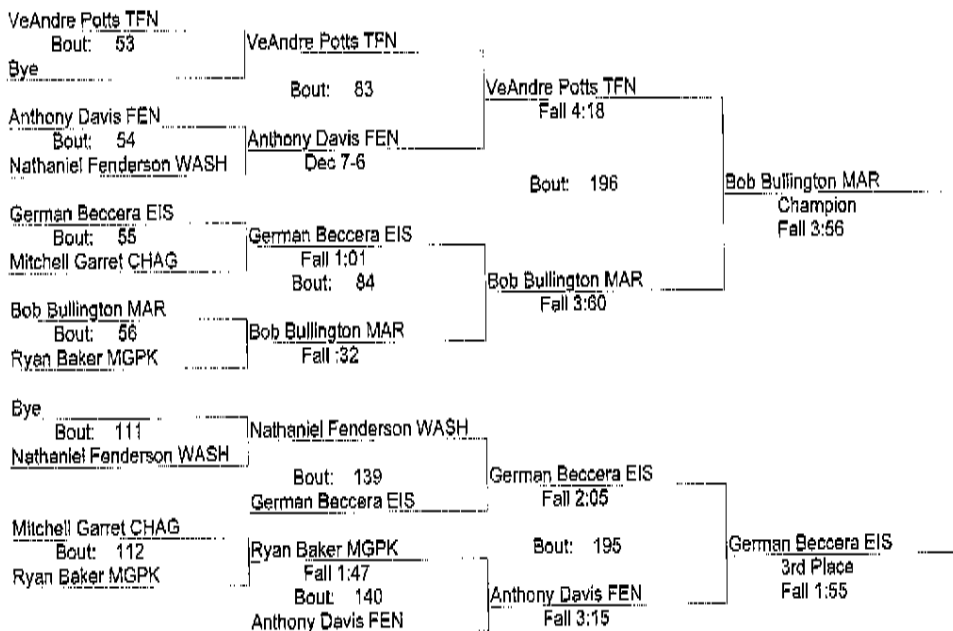 VeAndre Potts TFN
Bout: 53
Bye
VeAndre Potts TFN
Bout: 83
Anthony Davis FEN
Bout: 54
Nathaniel Fenderson WASH
Anthony Davis FEN
Dec 7-6
VeAndre Potts TFN
Fall 4:18
Bout: 196
German Beccera EIS
Bout: 55
Mitchell Garret CHAG
German Beccera EIS
Fall 1:01
Bout: 84
Bob Bullington MAR
Bout: 56
Ryan Baker MGPK
Bob Bullington MAR
Fall :32
Bob Bullington MAR
Fall 3:60
Bob Bullington MAR
Champion
Fall 3:56
Bye
Bout: 111
Nathaniel Fenderson WASH
Nathaniel Fenderson WASH
Bout: 139
German Beccera EIS
German Beccera EIS
Fall 2:05
Bout: 195
Mitchell Garret CHAG
Bout: 112
Ryan Baker MGPK
Ryan Baker MGPK
Fall 1:47
Bout: 140
Anthony Davis FEN
Anthony Davis FEN
Fall 3:15
German Beccera EIS
3rd Place
Fall 1:55